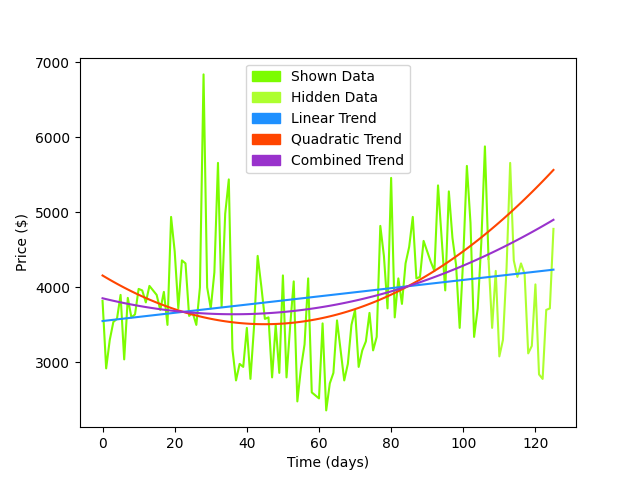 7000
6000
5000
4000
3000
Price ($)
Shown Data
Hidden Data
Linear Trend
Quadratic Trend
Combined Trend
0 20 40 60 80 100 120
Time (days)